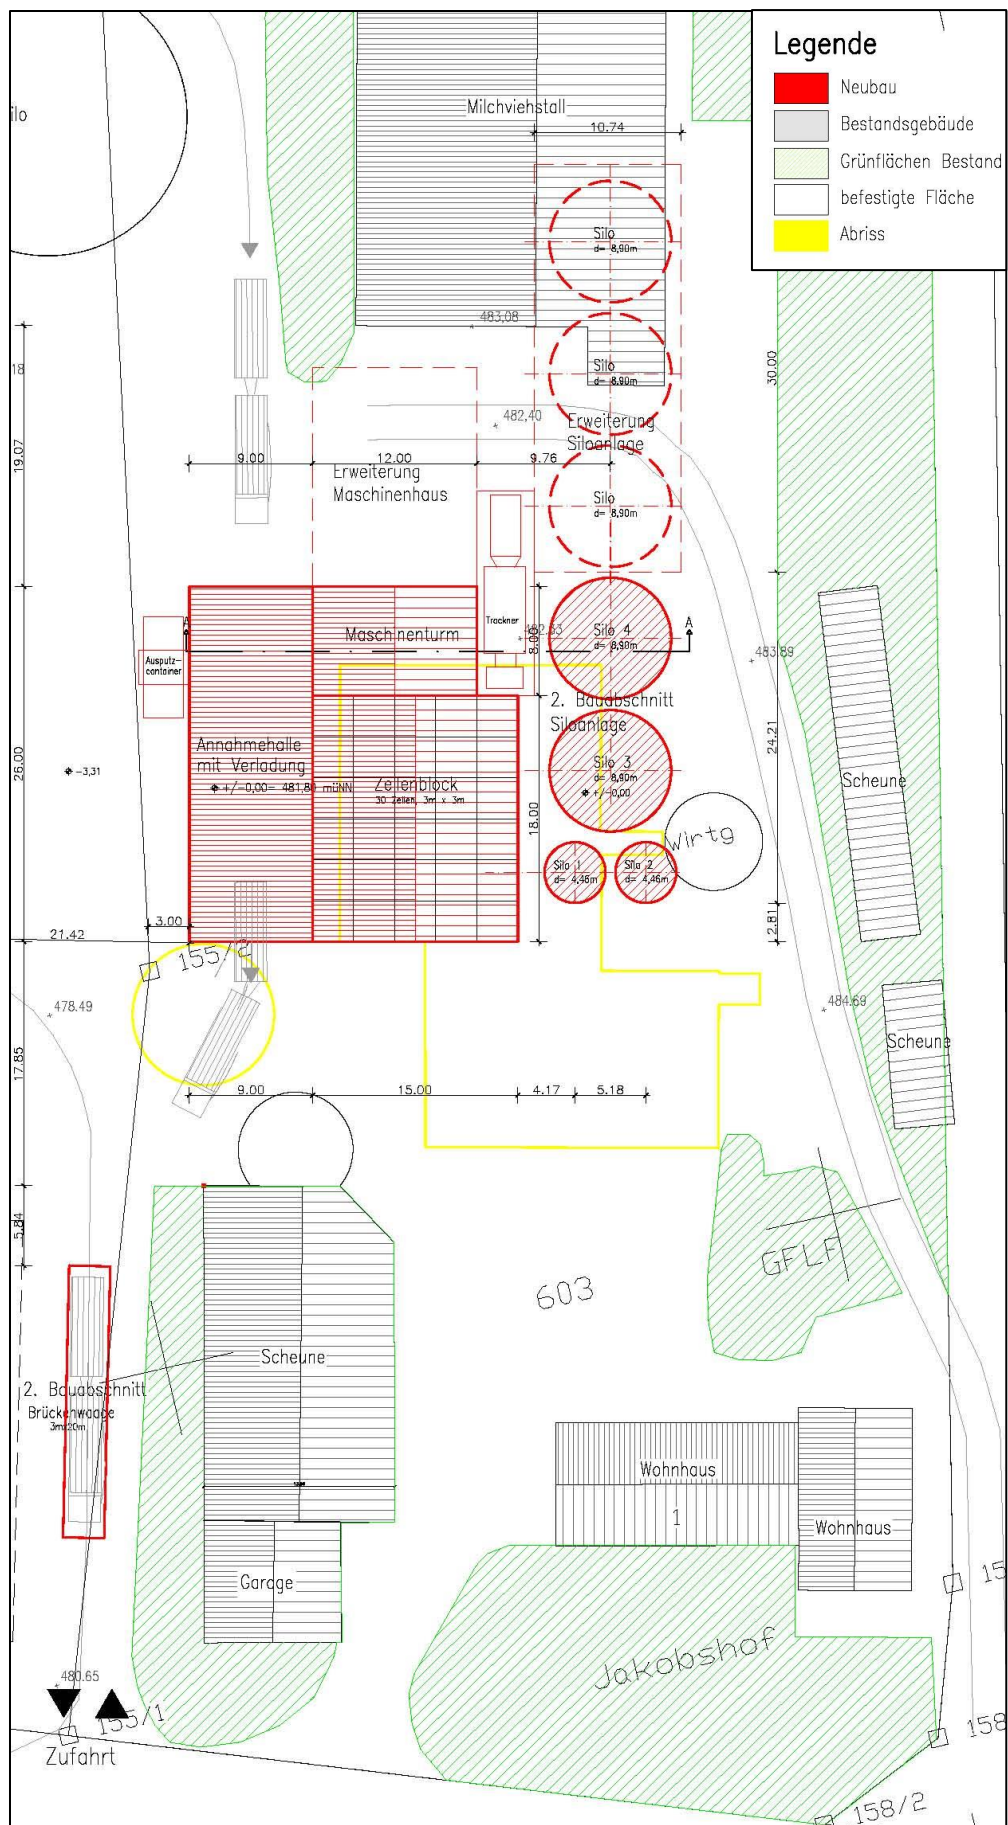 Legende
Neubau
Bestandsgebäude
Grünflächen Bestand
befestigte Fläche
Abriss
ilo
Milchviehstall
10.74
Silo
d= 8,90m
483,08
18
30.00
Silo
d= 8,90m
482,40
Erweiterung
Siloanlage
19.07
9.00
12.00
9.76
Erweiterung
Maschinenhaus
Silo
d= 8,90m
Trockner
A
Maschinenturm
8.00
Silo 4
d= 8,90m
A
483.89
Ausputz-
container
2. Bauabschnitt
Siloanlage
24.21
Annahmehalle
mit Verladung
+/-0,00= 481,80 müNN
-3,31
26.00
Zellenblock
30 Zellen, 3m x 3m
Silo 3
d= 8,90m
+/-0,00
Scheune
18.00
Wirtg
Silo 1
d= 4,46m
Silo 2
d= 4,46m
3.00
21.42
2.81
155/2
478.49
484.69
Scheune
17.85
9.00
15.00
4.17
5.18
5.84
GFLF
603
Scheune
2. Bauabschnitt
Brückenwaage
3mx20m
Wohnhaus
1
Wohnhaus
Garage
15
Jakobshof
480.65
155/1
Zufahrt
158
158/2